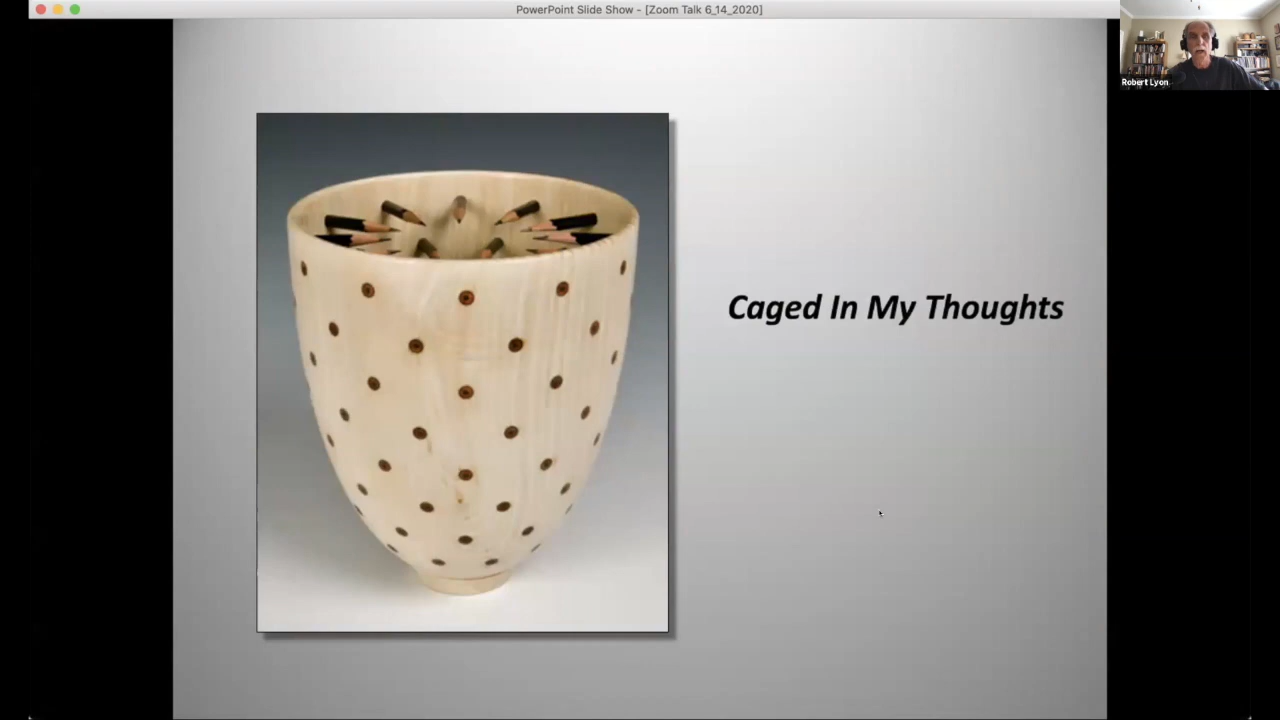 PowerPoint Slide Show - [Zoom Talk 6_14_2020]
Robert Lyon
Caged In My Thoughts